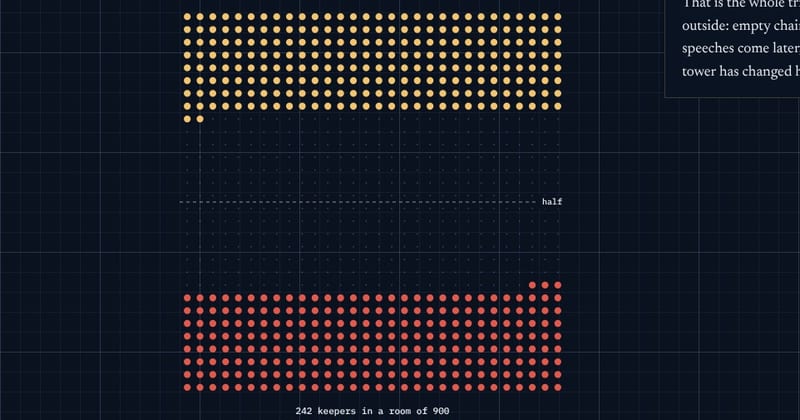 That is the whole
outside: empty chai
speeches come later
tower has changed
half
242 keepers in a room of 900